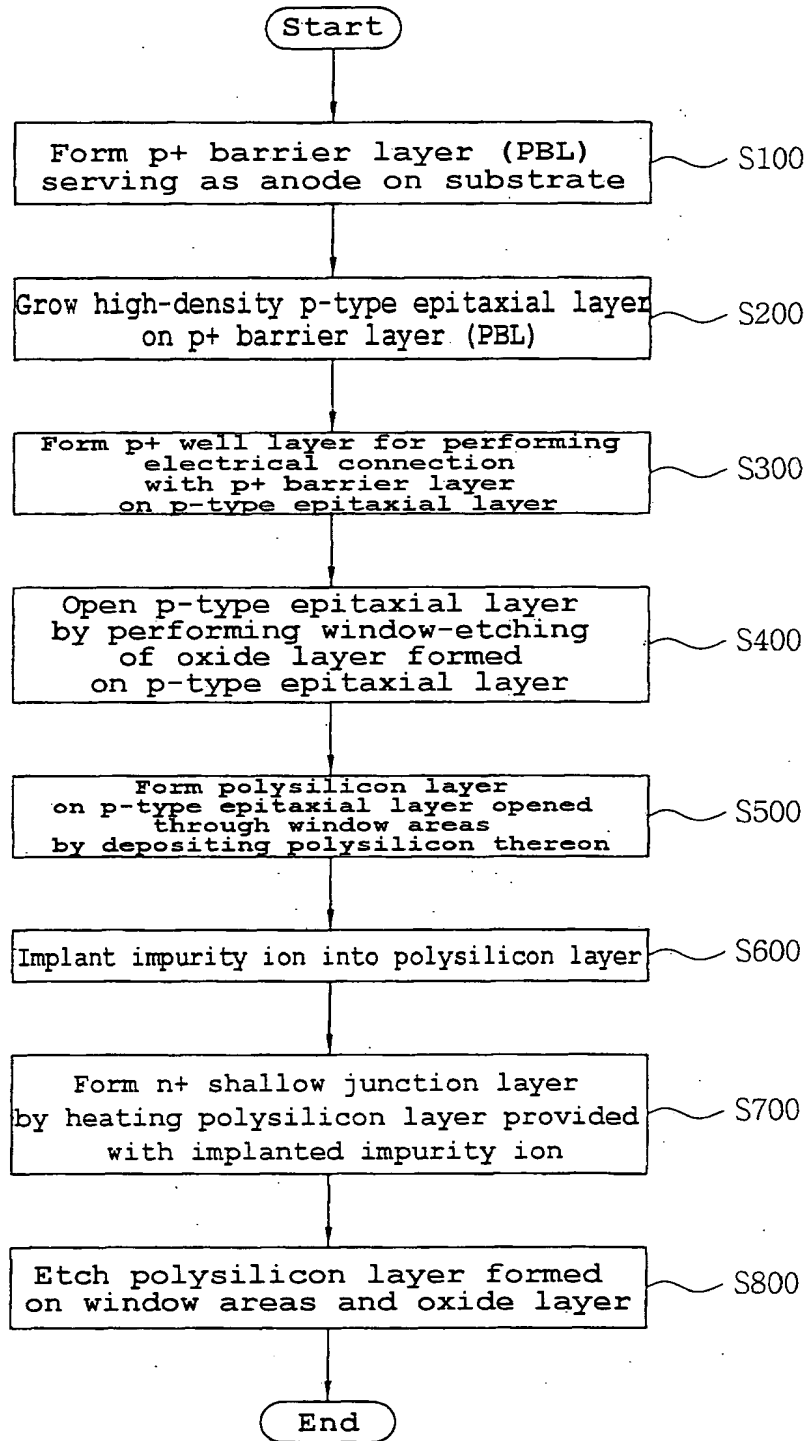 Start
Form p+ barrier layer (PBL)
serving as anode on substrate
S100
Grow high-density p-type epitaxial layer
on p+ barrier layer (PBL)
S200
Form p+ well layer for performing
electrical connection
with p+ barrier layer
on p-type epitaxial layer
S300
Open p-type epitaxial layer
by performing window-etching
of oxide layer formed
on p-type epitaxial layer
S400
Form polysilicon layer
on p-type epitaxial layer opened
through window areas
by depositing polysilicon thereon
S500
Implant impurity ion into polysilicon layer
S600
Form n+ shallow junction layer
by heating polysilicon layer provided
with implanted impurity ion
S700
Etch polysilicon layer formed
on window areas and oxide layer
S800
End